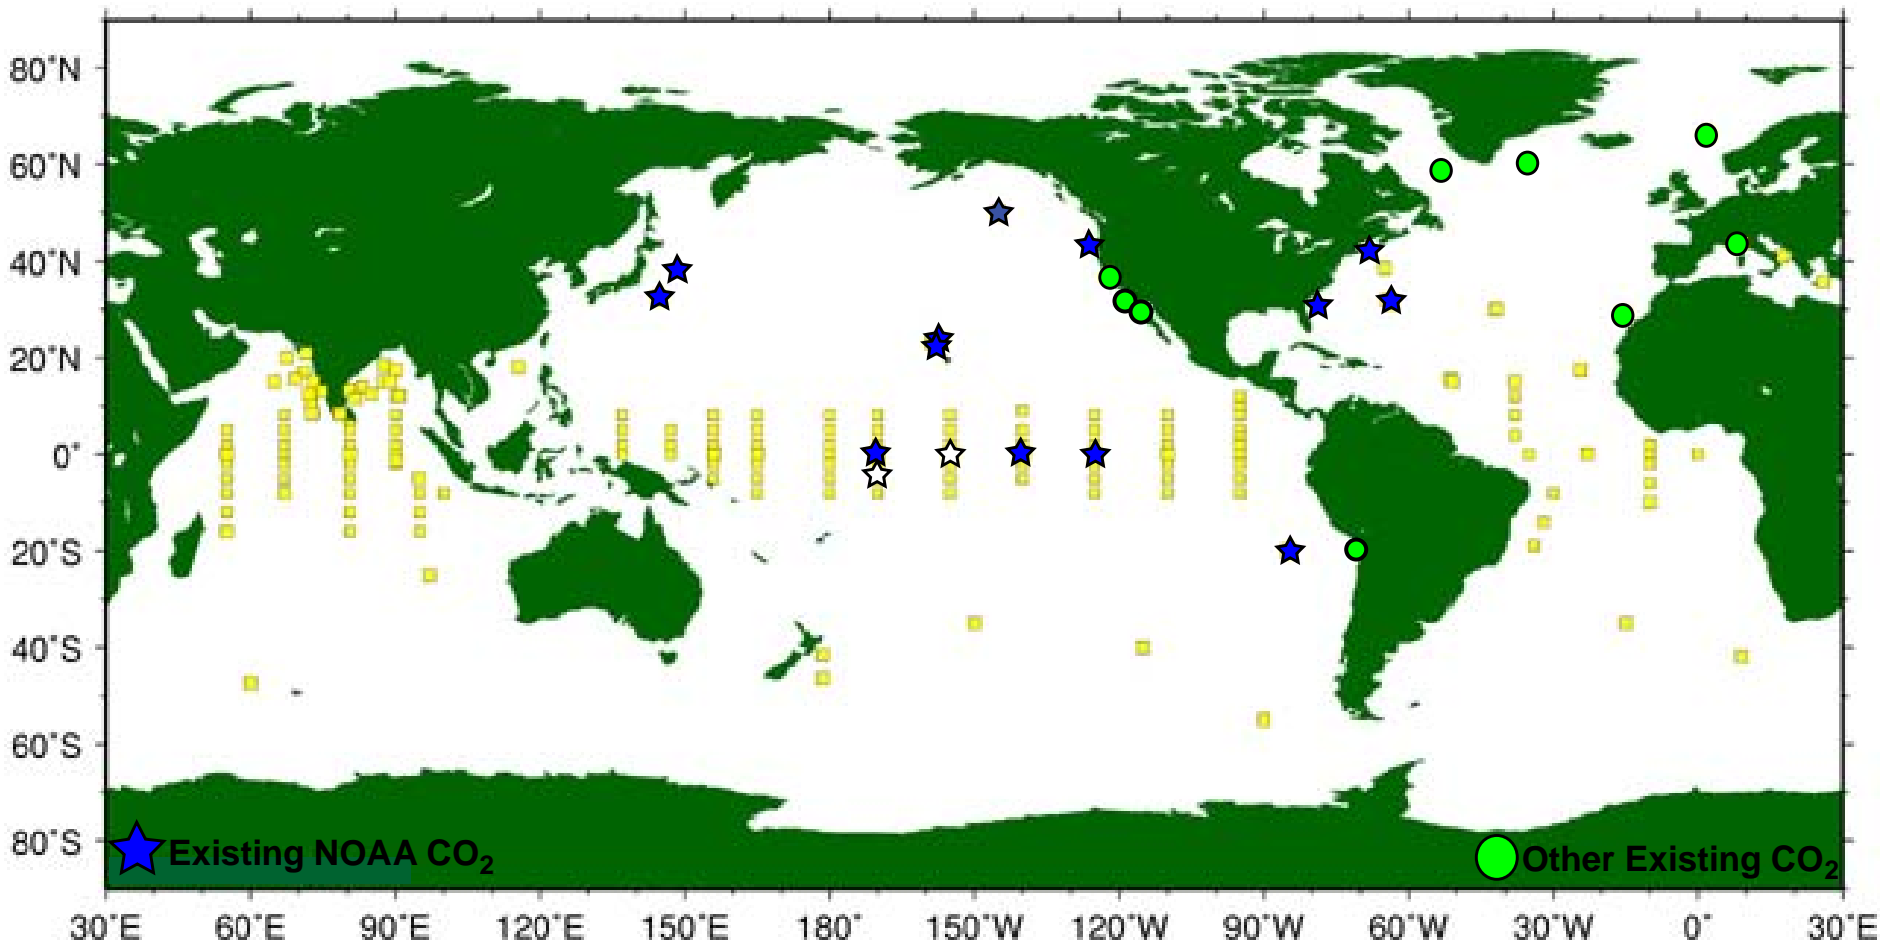 80°N
60°N
40°N
20°N
0°
20°S
40°S
60°S
80°S
Existing NOAA CO₂
Other Existing CO₂
30°E 60°E 90°E 120°E 150°E 180° 150°W 120°W 90°W 60°W 30°W 0° 30°E